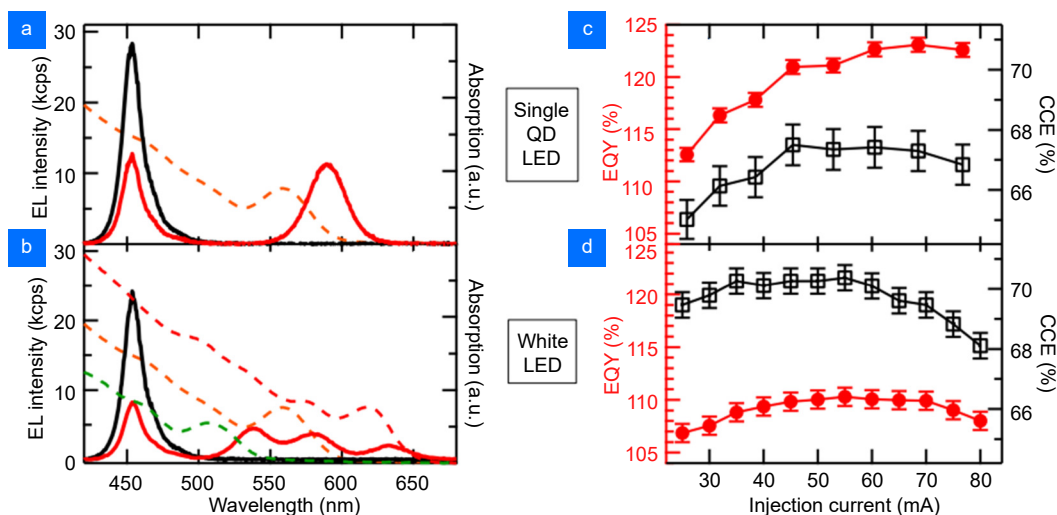 a
EL intensity (kcps)
30
20
10
0
Absorption (a.u.)
b
EL intensity (kcps)
30
20
10
0
Absorption (a.u.)
450 500 550 600 650
Wavelength (nm)
Single
QD
LED
White
LED
c
EQY (%)
125
120
115
110
105
CCE (%)
70
68
66
d
EQY (%)
125
120
115
110
105
CCE (%)
70
68
66
30 40 50 60 70 80
Injection current (mA)